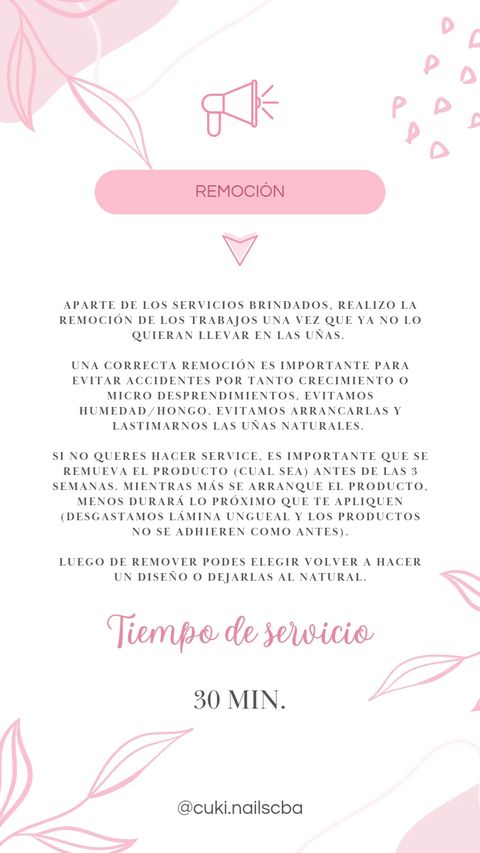 REMOCIÓN
APARTE DE LOS SERVICIOS BRINDADOS, REALIZO LA
REMOCIÓN DE LOS TRABAJOS UNA VEZ QUE YA NO LO
QUIERAN LLEVAR EN LAS UÑAS.
UNA CORRECTA REMOCIÓN ES IMPORTANTE PARA
EVITAR ACCIDENTES POR TANTO CRECIMIENTO O
MICRO DESPRENDIMIENTOS, EVITAMOS
HUMEDAD/HONGO, EVITAMOS ARRANCARLAS Y
LASTIMARNOS LAS UÑAS NATURALES.
SI NO QUERES HACER SERVICE, ES IMPORTANTE QUE SE
REMUEVA EL PRODUCTO (CUAL SEA) ANTES DE LAS 3
SEMANAS. MIENTRAS MÁS SE ARRANQUE EL PRODUCTO,
MENOS DURARÁ LO PRÓXIMO QUE TE APLIQUEN
(DESGASTAMOS LÁMINA UNGUEAL Y LOS PRODUCTOS
NO SE ADHIEREN COMO ANTES).
LUEGO DE REMOVER PODES ELEGIR VOLVER A HACER
UN DISEÑO O DEJARLAS AL NATURAL.
Tiempo de servicio
30 MIN.
@cuki.nailscba